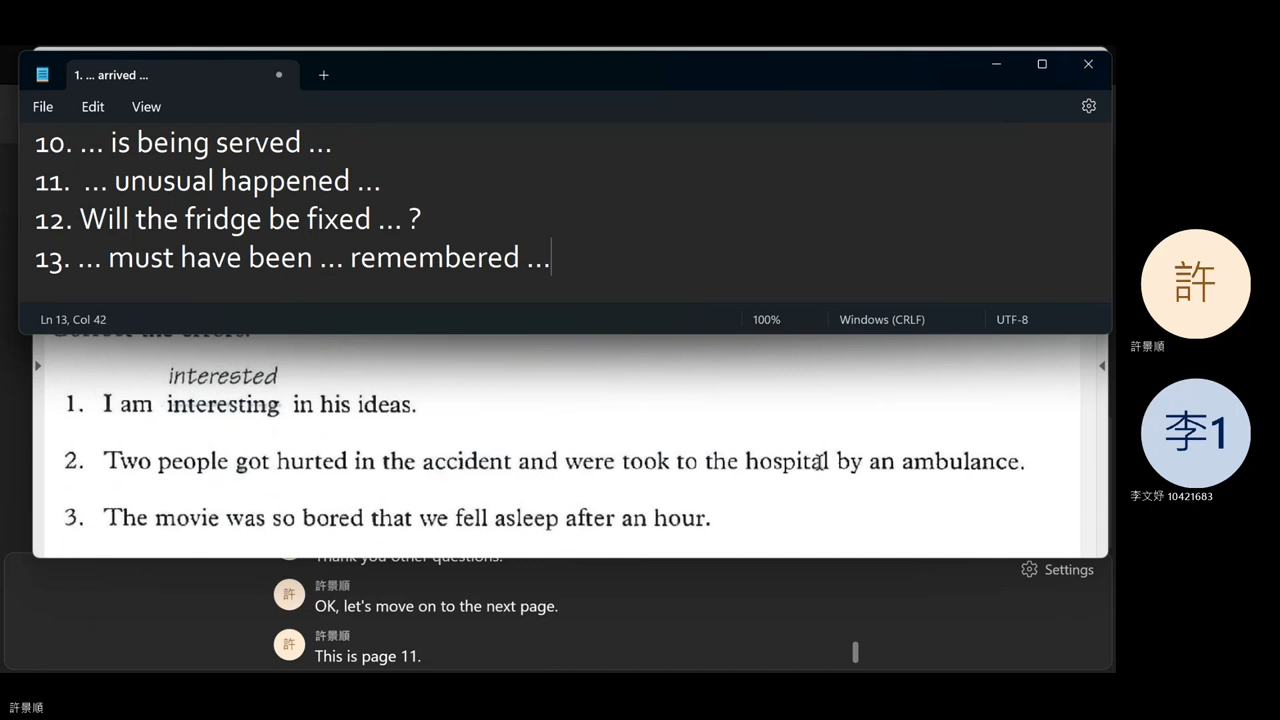 1. ... arrived ...
File Edit View
10. ... is being served ...
11. ... unusual happened ...
12. Will the fridge be fixed ... ?
13. ... must have been ... remembered ...
Ln 13, Col 42 100% Windows (CRLF) UTF-8
interested
1. I am interesting in his ideas.
2. Two people got hurted in the accident and were took to the hospital by an ambulance.
3. The movie was so bored that we fell asleep after an hour.
Settings
許 許景順
OK, let's move on to the next page.
許 許景順
This is page 11.
許
許景順
李1
李文妤 10421683
許景順